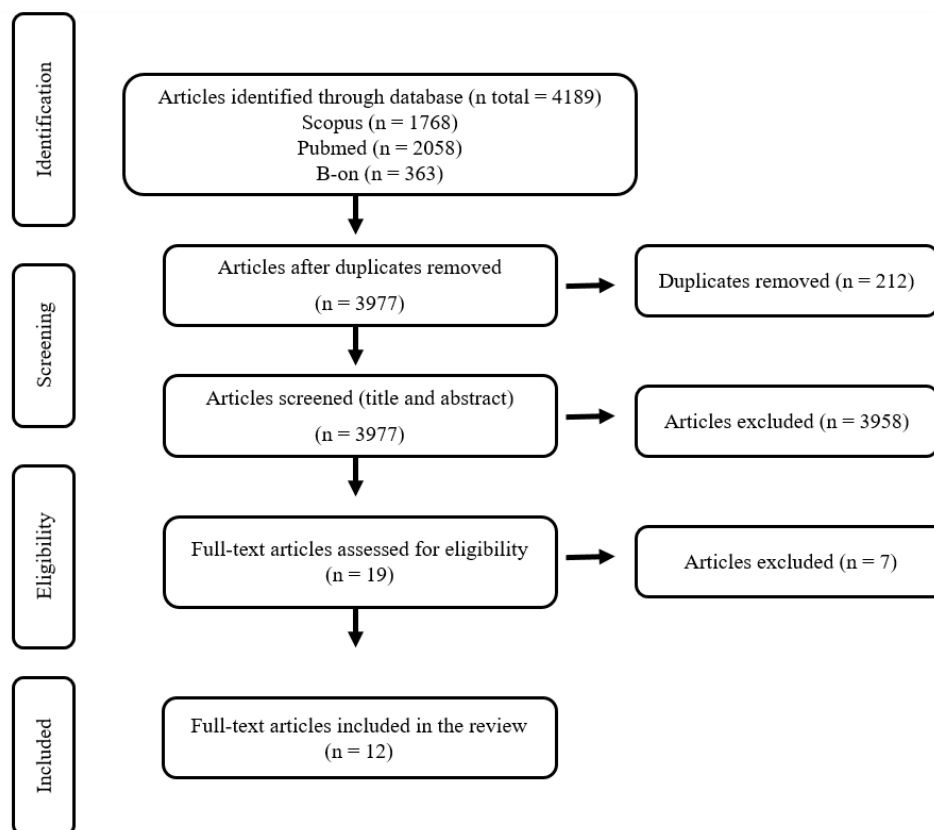 Identification
Articles identified through database (n total = 4189)
Scopus (n = 1768)
Pubmed (n = 2058)
B-on (n = 363)
Screening
Articles after duplicates removed
(n = 3977)
Duplicates removed (n = 212)
Articles screened (title and abstract)
(n = 3977)
Articles excluded (n = 3958)
Eligibility
Full-text articles assessed for eligibility
(n = 19)
Articles excluded (n = 7)
Included
Full-text articles included in the review
(n = 12)